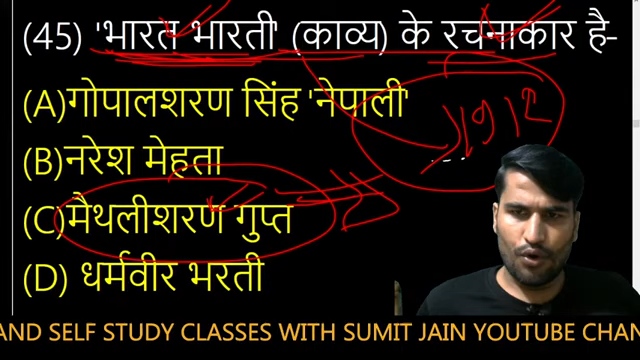 (45) 'भारत भारती' (काव्य) के रचनाकार है-
(A)गोपालशरण सिंह 'नेपाली'
1912
(B)नरेश मेहता
(C)मैथलीशरण गुप्त
(D) धर्मवीर भरती
AND SELF STUDY CLASSES WITH SUMIT JAIN YOUTUBE CHAN